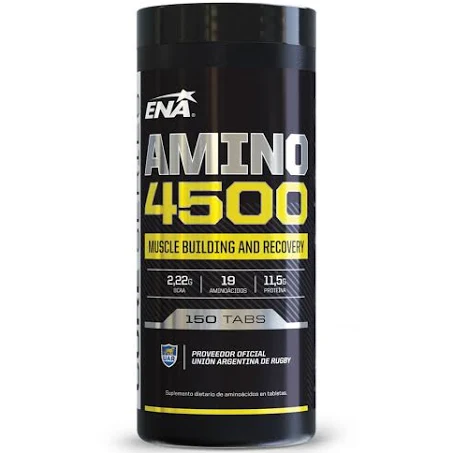 ENA®
AMINO
4500
MUSCLE BUILDING AND RECOVERY
2,22G 19 11,5G
BCAA AMINOÁCIDOS PROTEÍNA
150 TABS
UAR
PROVEEDOR OFICIAL
UNIÓN ARGENTINA DE RUGBY
Suplemento dietario de aminoácidos en tabletas.